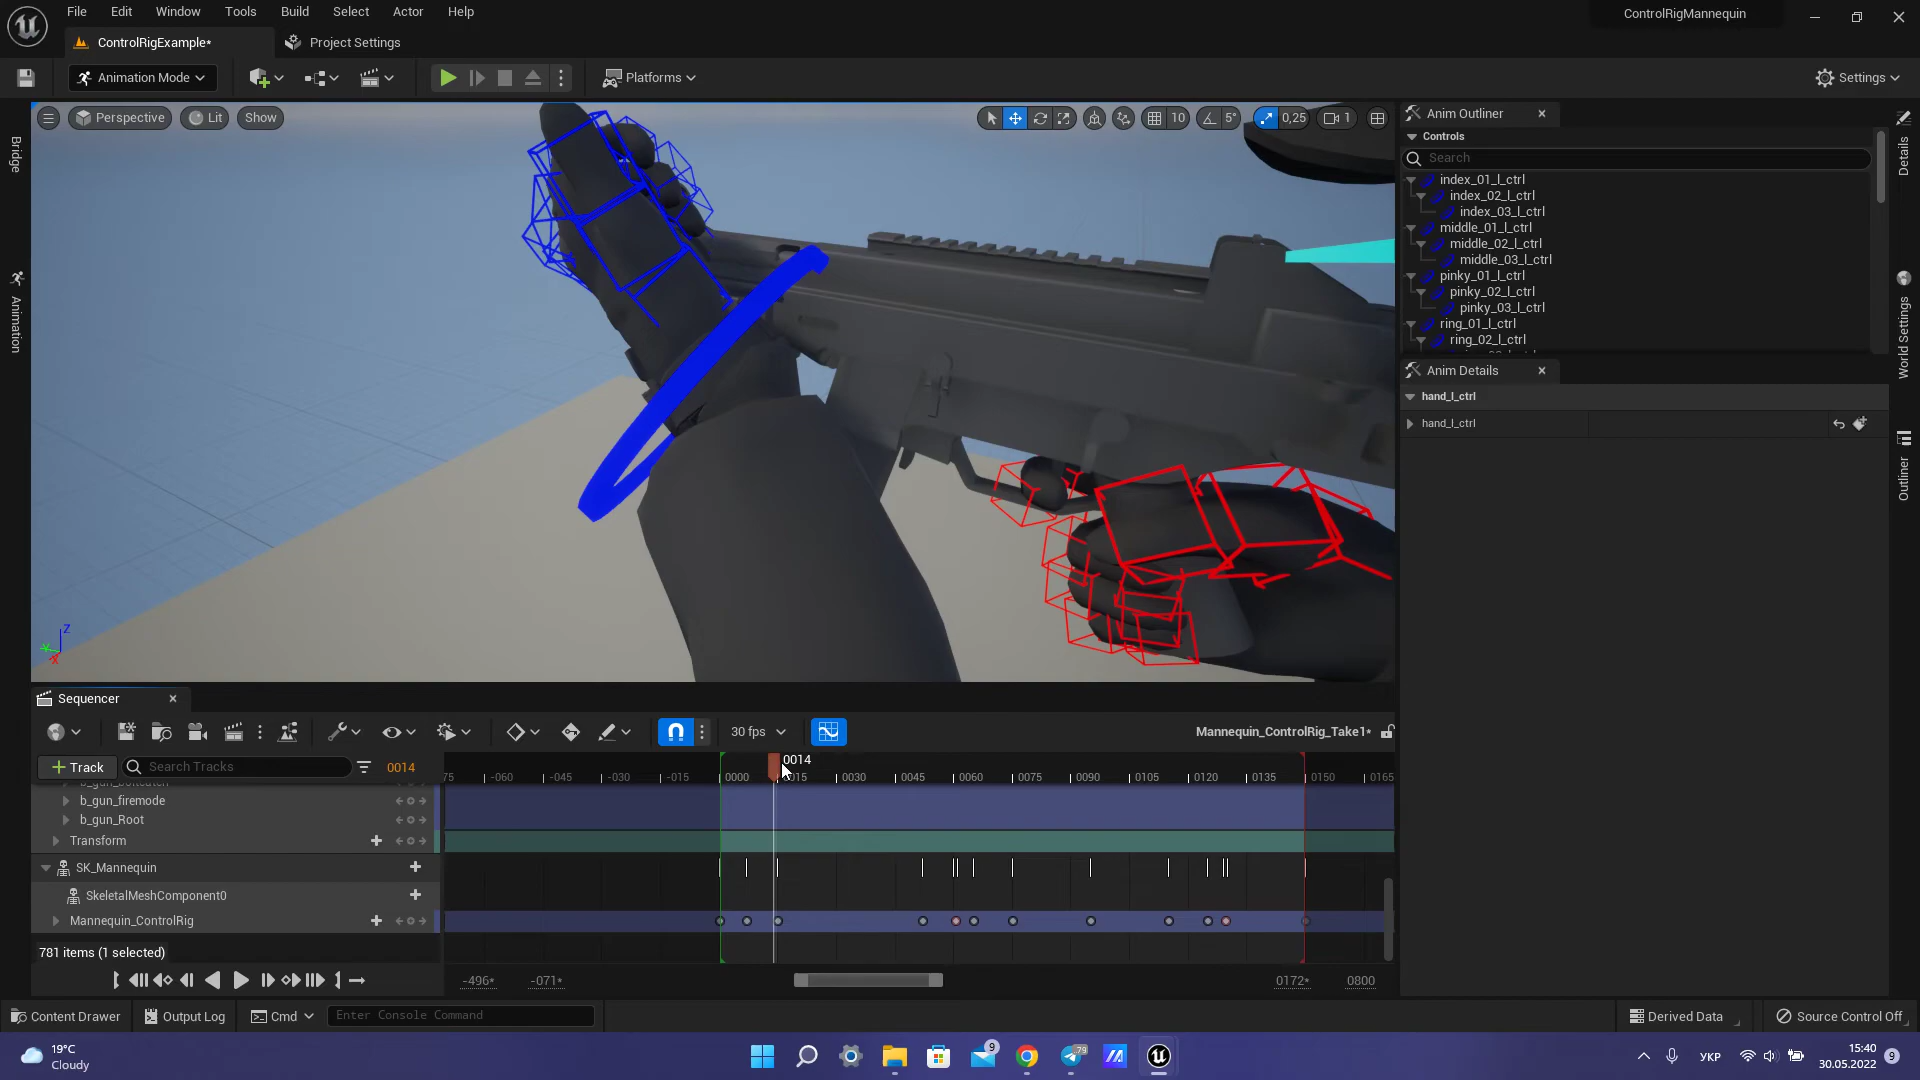 File Edit Window Tools Build Select Actor Help
ControlRigMannequin
ControlRigExample*
Project Settings
Animation Mode
Platforms
Settings
Perspective
Lit
Show
10
5°
0,25
1
Bridge
Animation
Anim Outliner
Controls
Search
index_01_l_ctrl
index_02_l_ctrl
index_03_l_ctrl
middle_01_l_ctrl
middle_02_l_ctrl
middle_03_l_ctrl
pinky_01_l_ctrl
pinky_02_l_ctrl
pinky_03_l_ctrl
ring_01_l_ctrl
ring_02_l_ctrl
Anim Details
hand_l_ctrl
hand_l_ctrl
Details
World Settings
Outliner
Z
Y
X
Sequencer
30 fps
Mannequin_ControlRig_Take1*
Track
Search Tracks
0014
0014
75 -060 -045 -030 -015 0000 015 0030 0045 0060 0075 0090 0105 0120 0135 0150 0165
b_gun_firemode
b_gun_Root
Transform
SK_Mannequin
SkeletalMeshComponent0
Mannequin_ControlRig
781 items (1 selected)
-496*
-071*
0172*
0800
Content Drawer
Output Log
Cmd
Enter Console Command
Derived Data
Source Control Off
19°C
Cloudy
9
79
УКР
15:40
30.05.2022
9